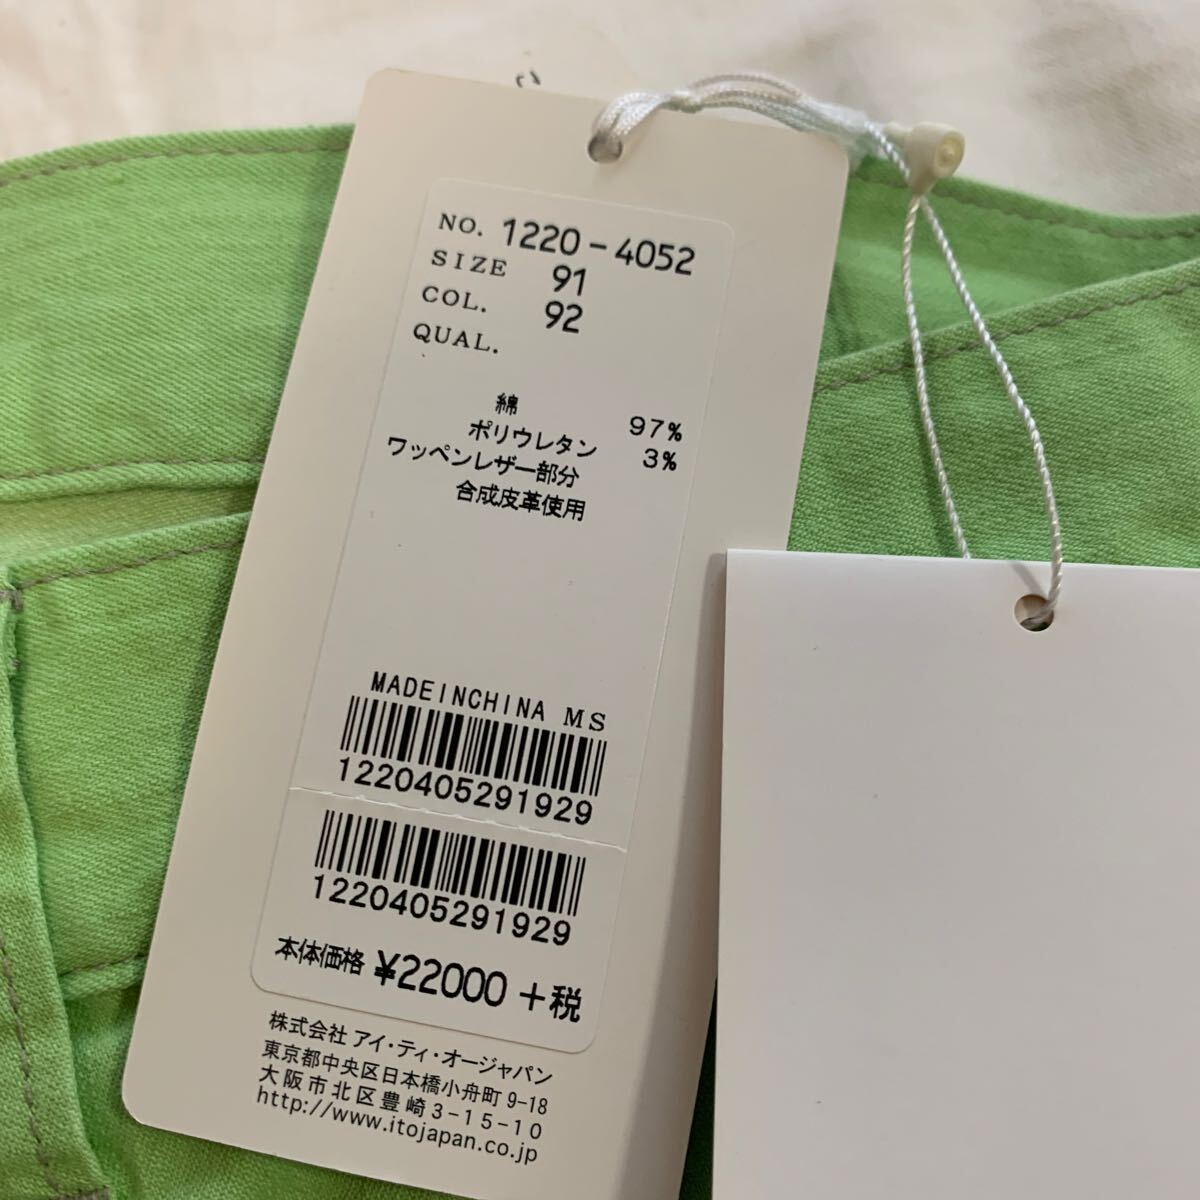 NO. 1220-4052
SIZE 91
COL. 92
QUAL.
綿 97%
ポリウレタン 3%
ワッペンレザー部分
合成皮革使用
MADEINCHINA MS
1220405291929
1220405291929
本体価格 ¥22000 +税
株式会社 アイ・ティ・オージャパン
東京都中央区日本橋小舟町 9-18
大阪市北区豊崎3-15-10
http://www.itojapan.co.jp